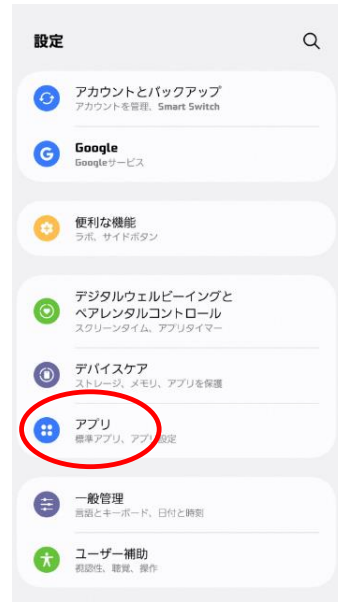 設定
アカウントとバックアップ
アカウントを管理、Smart Switch
Google
Googleサービス
便利な機能
ラボ、サイドボタン
デジタルウェルビーイングと
ペアレンタルコントロール
スクリーンタイム、アプリタイマー
デバイスケア
ストレージ、メモリ、アプリを保護
アプリ
標準アプリ、アプリ設定
一般管理
言語とキーボード、日付と時刻
ユーザー補助
視認性、聴覚、操作